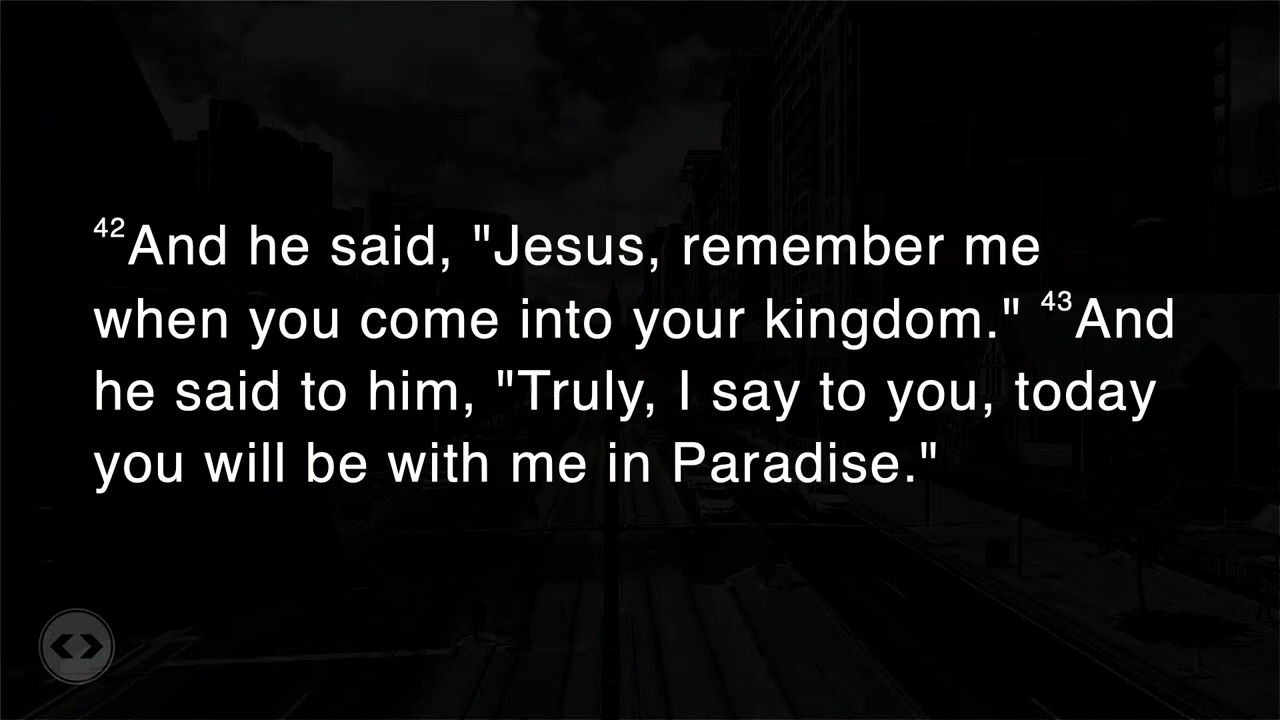 42And he said, "Jesus, remember me
when you come into your kingdom." 43And
he said to him, "Truly, I say to you, today
you will be with me in Paradise."